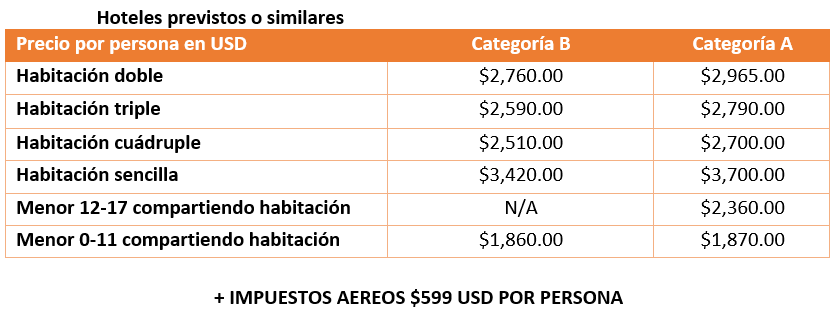 Hoteles previstos o similares
Precio por persona en USD Categoría B Categoría A
Habitación doble $2,760.00 $2,965.00
Habitación triple $2,590.00 $2,790.00
Habitación cuádruple $2,510.00 $2,700.00
Habitación sencilla $3,420.00 $3,700.00
Menor 12-17 compartiendo habitación N/A $2,360.00
Menor 0-11 compartiendo habitación $1,860.00 $1,870.00
+ IMPUESTOS AEREOS $599 USD POR PERSONA